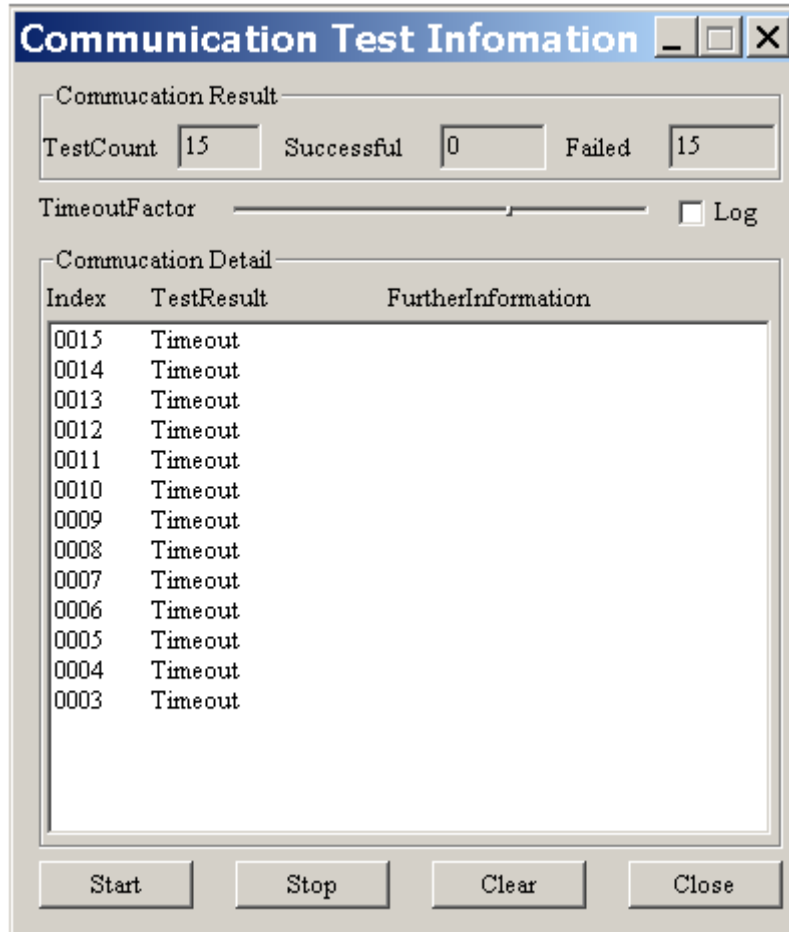 Communication Test Infomation
Commucation Result
TestCount 15 Successful 0 Failed 15
TimeoutFactor Log
Commucation Detail
Index TestResult FurtherInformation
0015 Timeout
0014 Timeout
0013 Timeout
0012 Timeout
0011 Timeout
0010 Timeout
0009 Timeout
0008 Timeout
0007 Timeout
0006 Timeout
0005 Timeout
0004 Timeout
0003 Timeout
Start Stop Clear Close